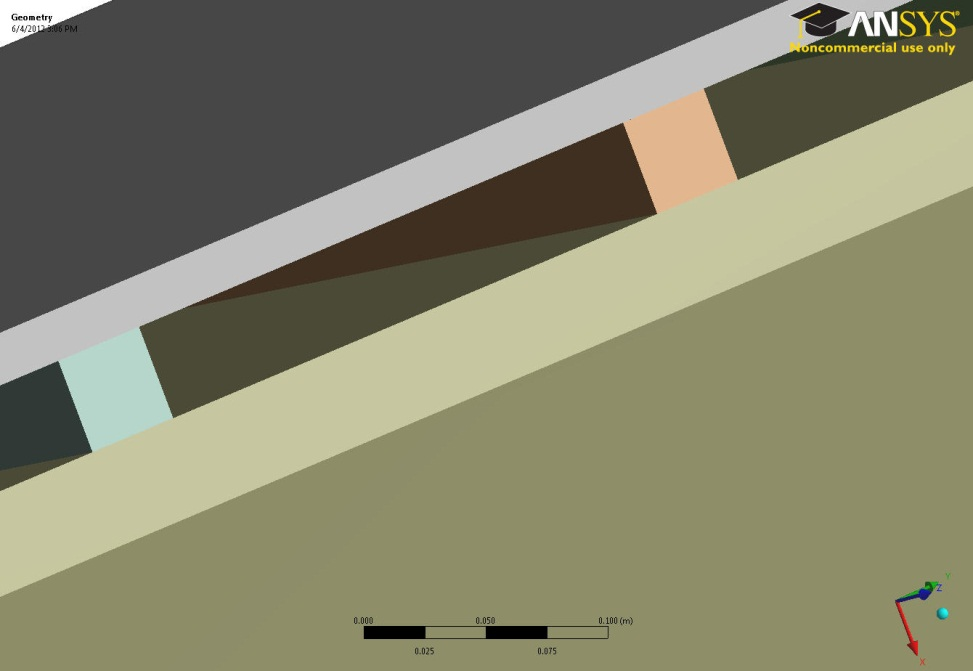 Geometry
6/4/2012 3:06 PM
ANSYS
Noncommercial use only
0.000 0.050 0.100 (m)
0.025 0.075
Y
Z
X